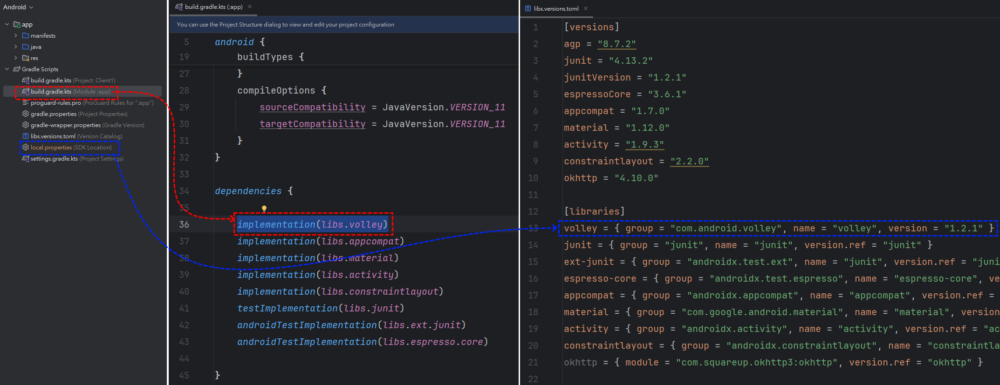 Android
app
manifests
java
res
Gradle Scripts
build.gradle.kts (Project: Client1)
build.gradle.kts (Module :app)
proguard-rules.pro (ProGuard Rules for ":app")
gradle.properties (Project Properties)
gradle-wrapper.properties (Gradle Version)
libs.versions.toml (Version Catalog)
local.properties (SDK Location)
settings.gradle.kts (Project Settings)
build.gradle.kts (:app)
You can use the Project Structure dialog to view and edit your project configuration
5 android {
19 buildTypes {
27 }
28 compileOptions {
29 sourceCompatibility = JavaVersion.VERSION_11
30 targetCompatibility = JavaVersion.VERSION_11
31 }
32 }
33
34 dependencies {
35
36 implementation(libs.volley)
37 implementation(libs.appcompat)
38 implementation(libs.material)
39 implementation(libs.activity)
40 implementation(libs.constraintlayout)
41 testImplementation(libs.junit)
42 androidTestImplementation(libs.ext.junit)
43 androidTestImplementation(libs.espresso.core)
44
45 }
libs.versions.toml
1 [versions]
2 agp = "8.7.2"
3 junit = "4.13.2"
4 junitVersion = "1.2.1"
5 espressoCore = "3.6.1"
6 appcompat = "1.7.0"
7 material = "1.12.0"
8 activity = "1.9.3"
9 constraintlayout = "2.2.0"
10 okhttp = "4.10.0"
11
12 [libraries]
13 volley = { group = "com.android.volley", name = "volley", version = "1.2.1" }
14 junit = { group = "junit", name = "junit", version.ref = "junit" }
15 ext-junit = { group = "androidx.test.ext", name = "junit", version.ref = "juni
16 espresso-core = { group = "androidx.test.espresso", name = "espresso-core", ve
17 appcompat = { group = "androidx.appcompat", name = "appcompat", version.ref =
18 material = { group = "com.google.android.material", name = "material", version
19 activity = { group = "androidx.activity", name = "activity", version.ref = "ac
20 constraintlayout = { group = "androidx.constraintlayout", name = "constraintla
21 okhttp = { module = "com.squareup.okhttp3:okhttp", version.ref = "okhttp" }
22